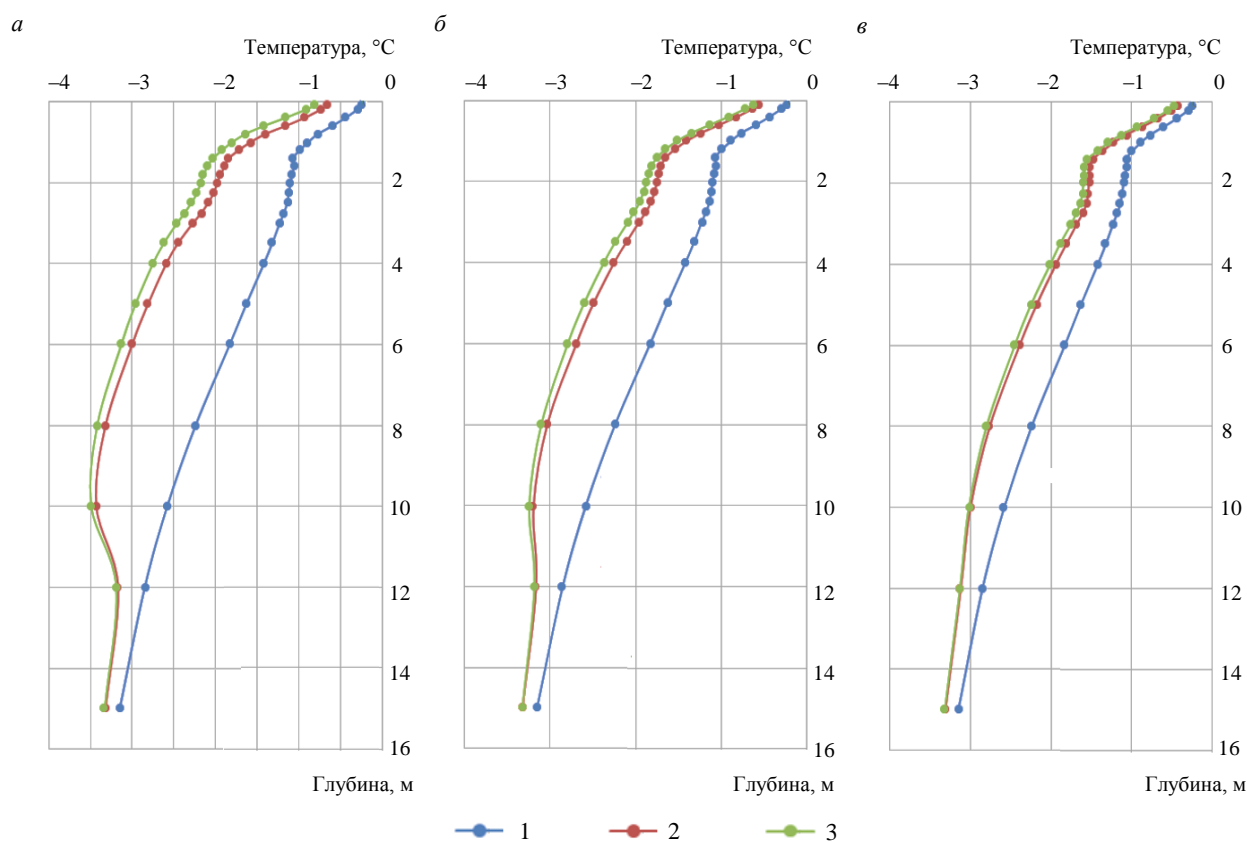 а б в
Температура, °С Температура, °С Температура, °С
–4 –3 –2 –1 0 –4 –3 –2 –1 0 –4 –3 –2 –1 0
2 2 2
4 4 4
6 6 6
8 8 8
10 10 10
12 12 12
14 14 14
16 16 16
Глубина, м Глубина, м Глубина, м
1 2 3